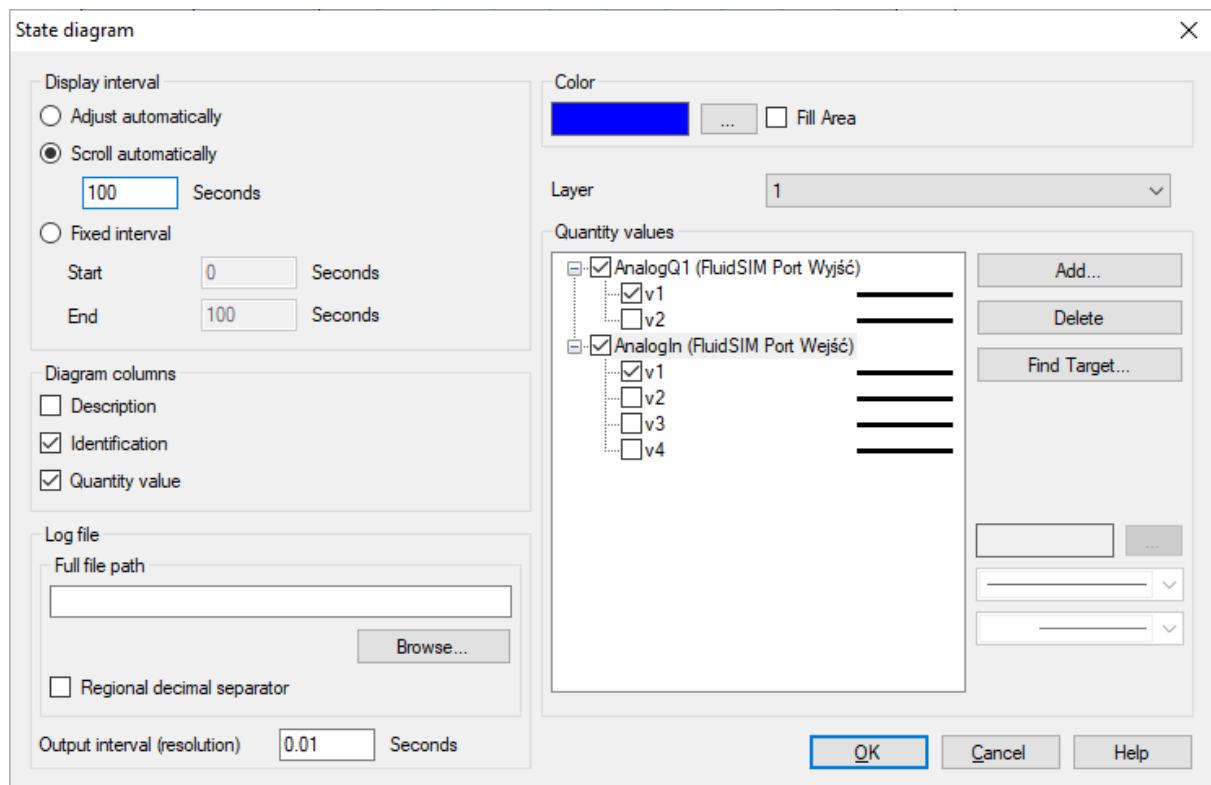 State diagram
Display interval
Adjust automatically
Scroll automatically
100 Seconds
Fixed interval
Start 0 Seconds
End 100 Seconds
Diagram columns
Description
Identification
Quantity value
Log file
Full file path
Browse...
Regional decimal separator
Output interval (resolution) 0.01 Seconds
Color
... Fill Area
Layer 1
Quantity values
AnalogQ1 (FluidSIM Port Wyjść)
v1
v2
AnalogIn (FluidSIM Port Wejść)
v1
v2
v3
v4
Add...
Delete
Find Target...
...
OK Cancel Help